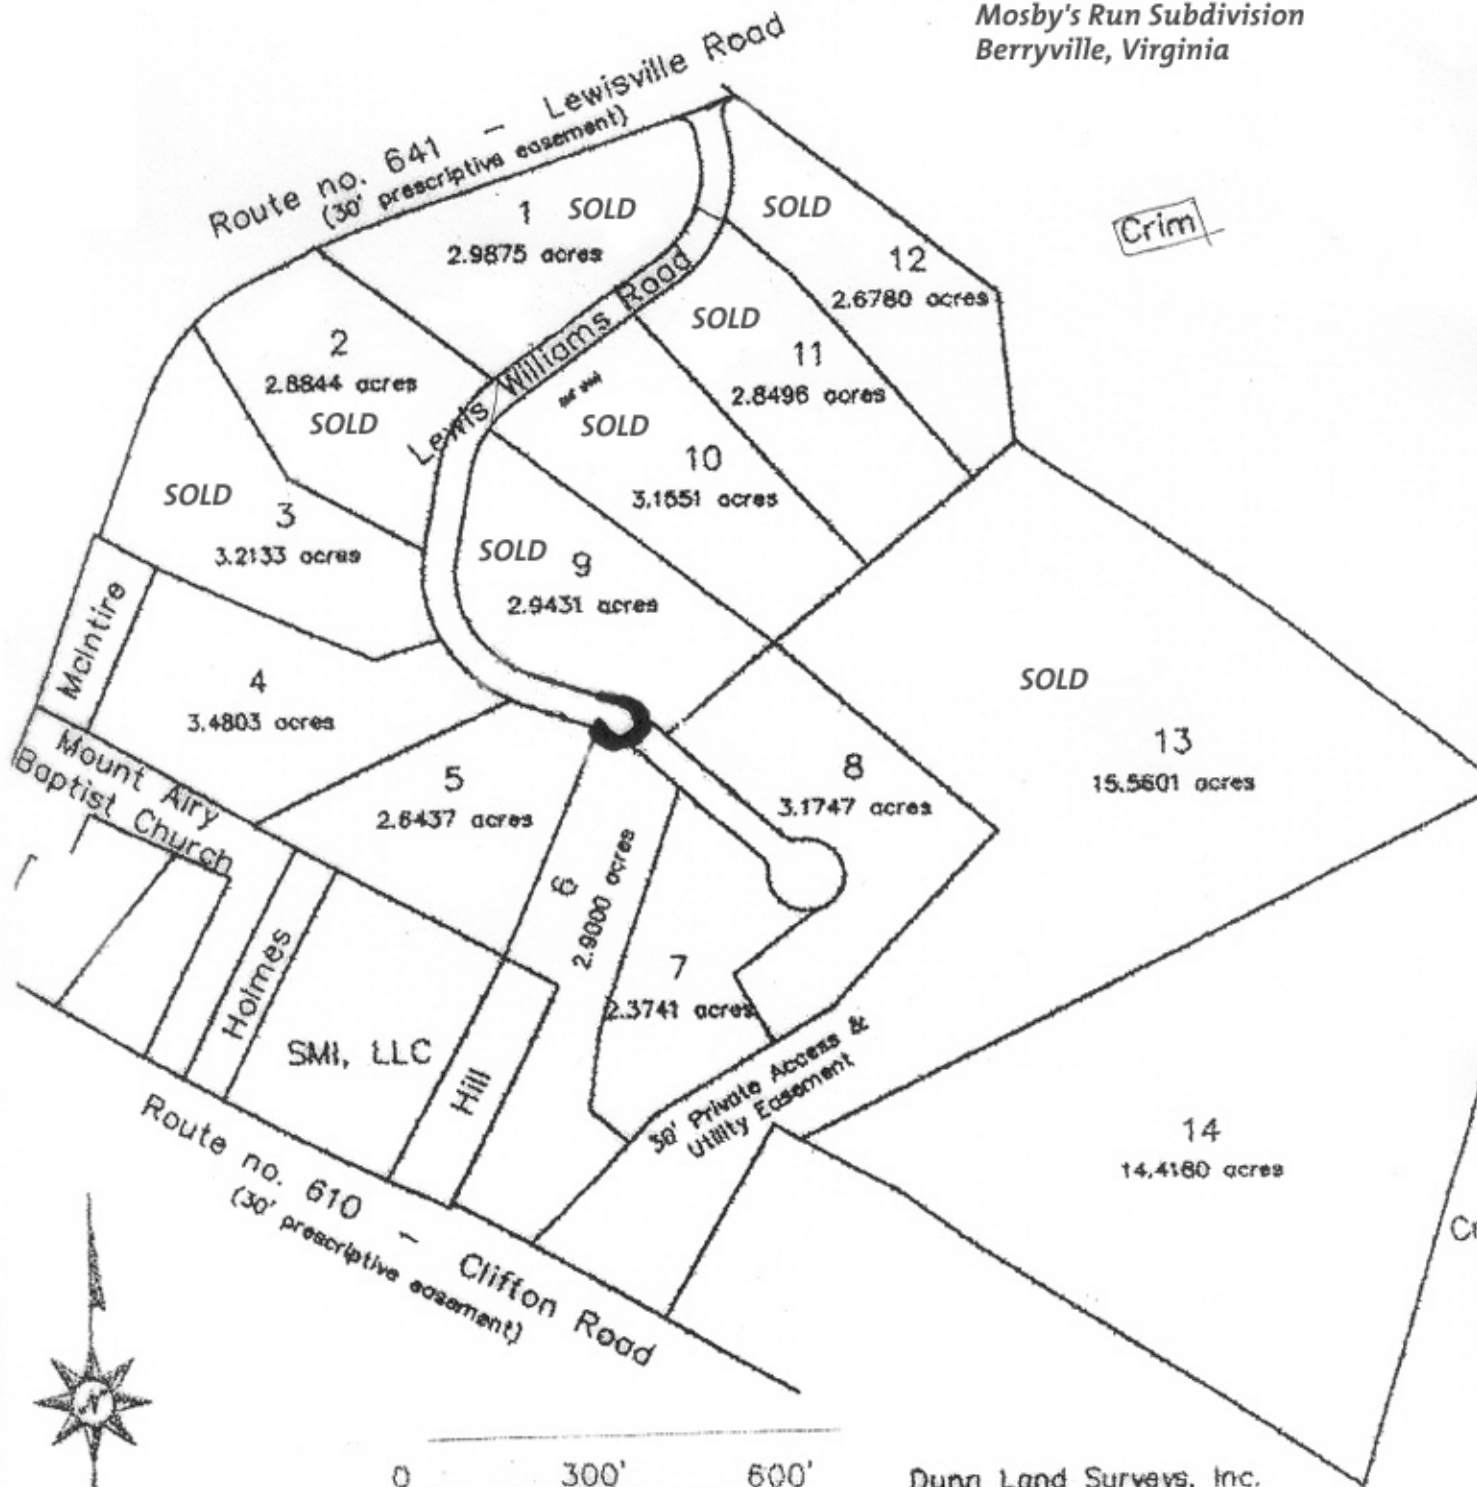 Mosby's Run Subdivision
Berryville, Virginia
Route no. 641 - Lewisville Road
(30' prescriptive easement)
Crim
1
SOLD
2.9875 acres
SOLD
12
2.6780 acres
2
2.8844 acres
SOLD
Lewis Williams Road
SOLD
11
2.8496 acres
SOLD
10
3.1551 acres
SOLD
3
3.2133 acres
SOLD
9
2.9431 acres
McIntire
4
3.4803 acres
SOLD
13
15.5601 acres
Mount Airy
Baptist Church
5
2.6437 acres
8
3.1747 acres
6
2.9000 acres
7
2.3741 acres
Holmes
SMI, LLC
Hill
30' Private Access &
Utility Easement
14
14.4180 acres
Route no. 610 - Clifton Road
(30' prescriptive easement)
N
0 300' 600'
Dunn Land Surveys, Inc.